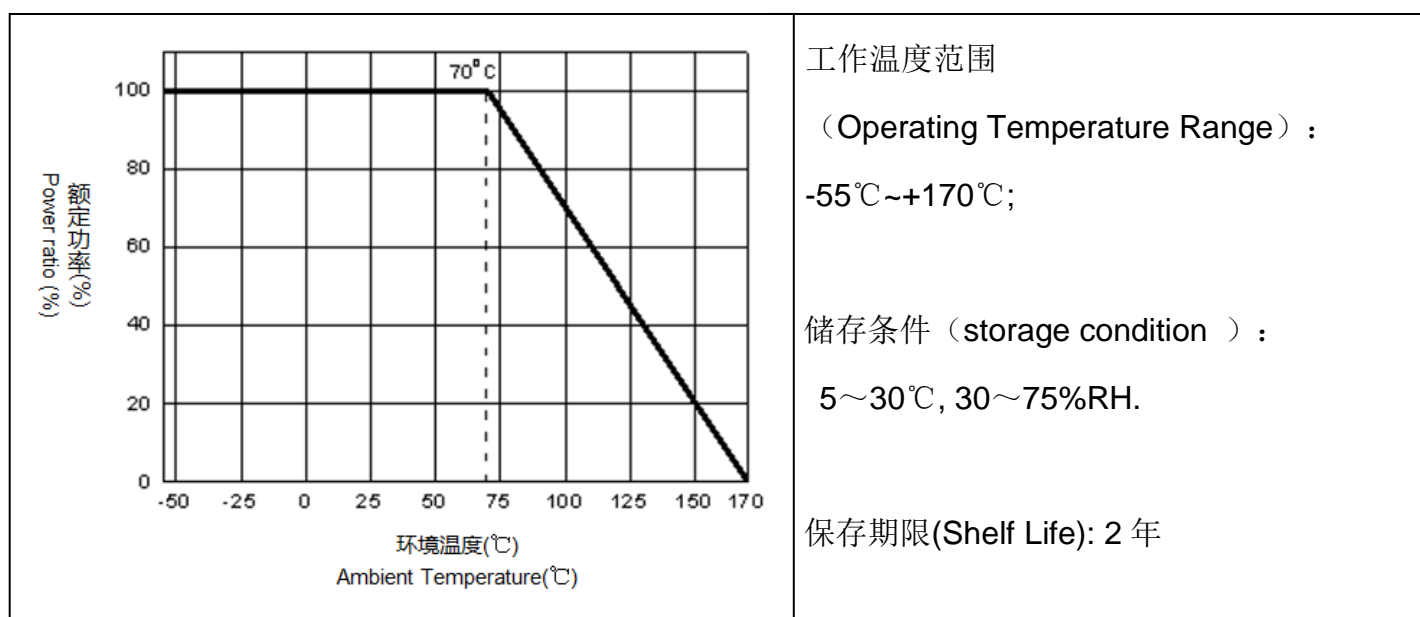 70°C
100
80
60
40
20
0
额定功率(%)
Power ratio (%)
-50 -25 0 25 50 75 100 125 150 170
环境温度(℃)
Ambient Temperature(℃)
工作温度范围
（Operating Temperature Range）：
-55℃~+170℃;
储存条件（storage condition ）：
5～30℃, 30～75%RH.
保存期限(Shelf Life): 2 年